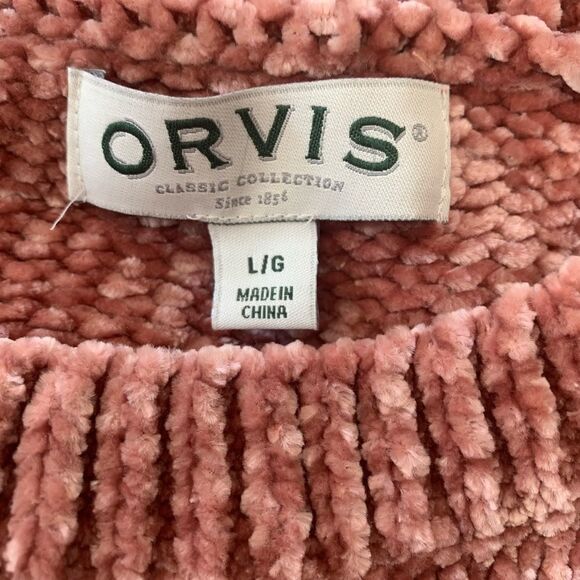 ORVIS®
CLASSIC COLLECTION
Since 1856
L/G
MADE IN
CHINA